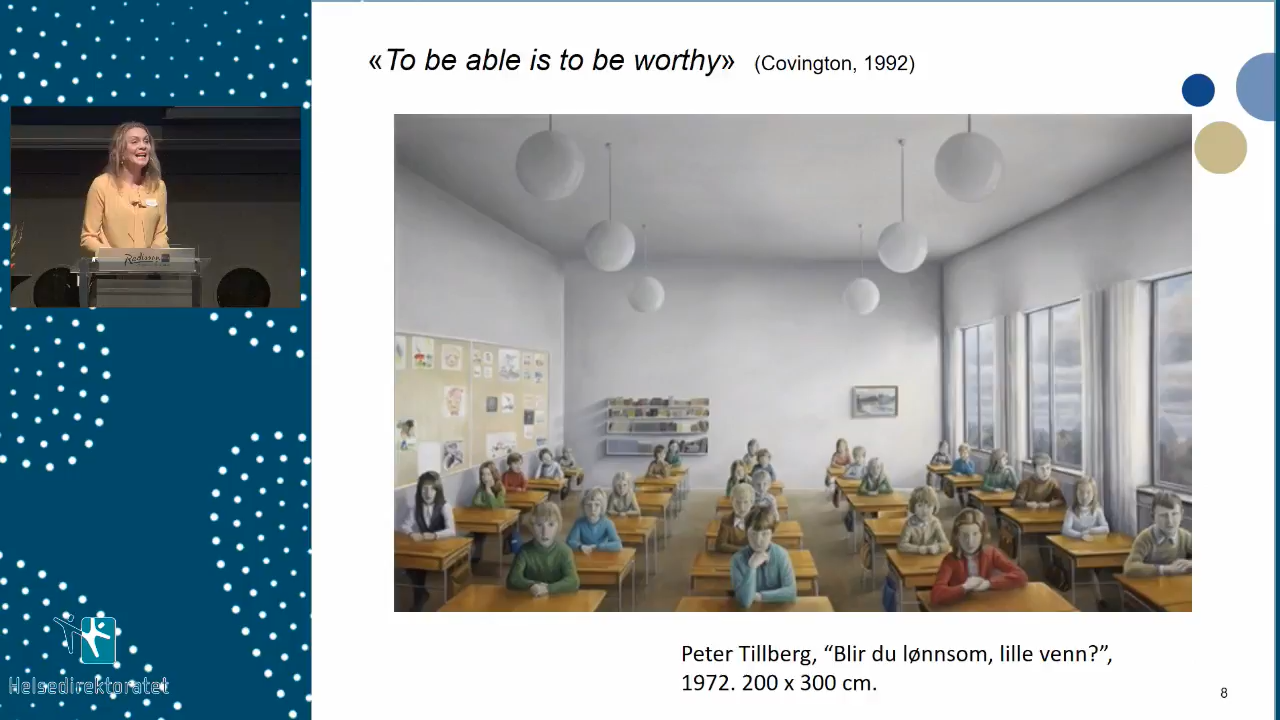 «To be able is to be worthy» (Covington, 1992)
Radisson
Peter Tillberg, “Blir du lønnsom, lille venn?”,
1972. 200 x 300 cm.
8
Helsedirektoratet